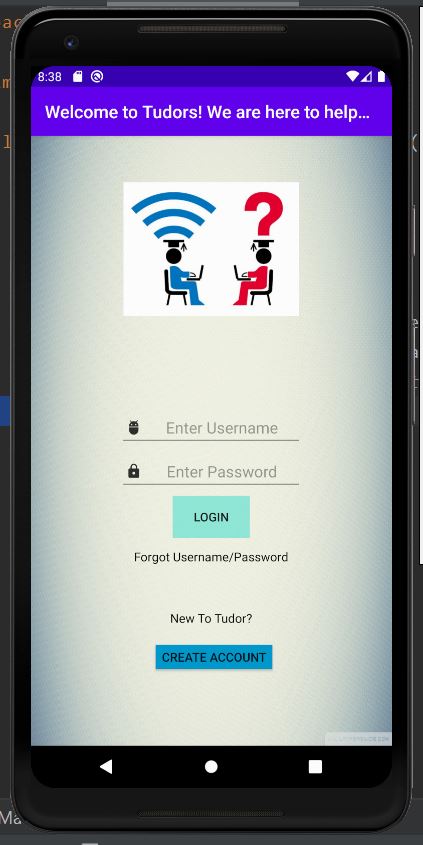 8:38
Welcome to Tudors! We are here to help...
?
Enter Username
Enter Password
LOGIN
Forgot Username/Password
New To Tudor?
CREATE ACCOUNT